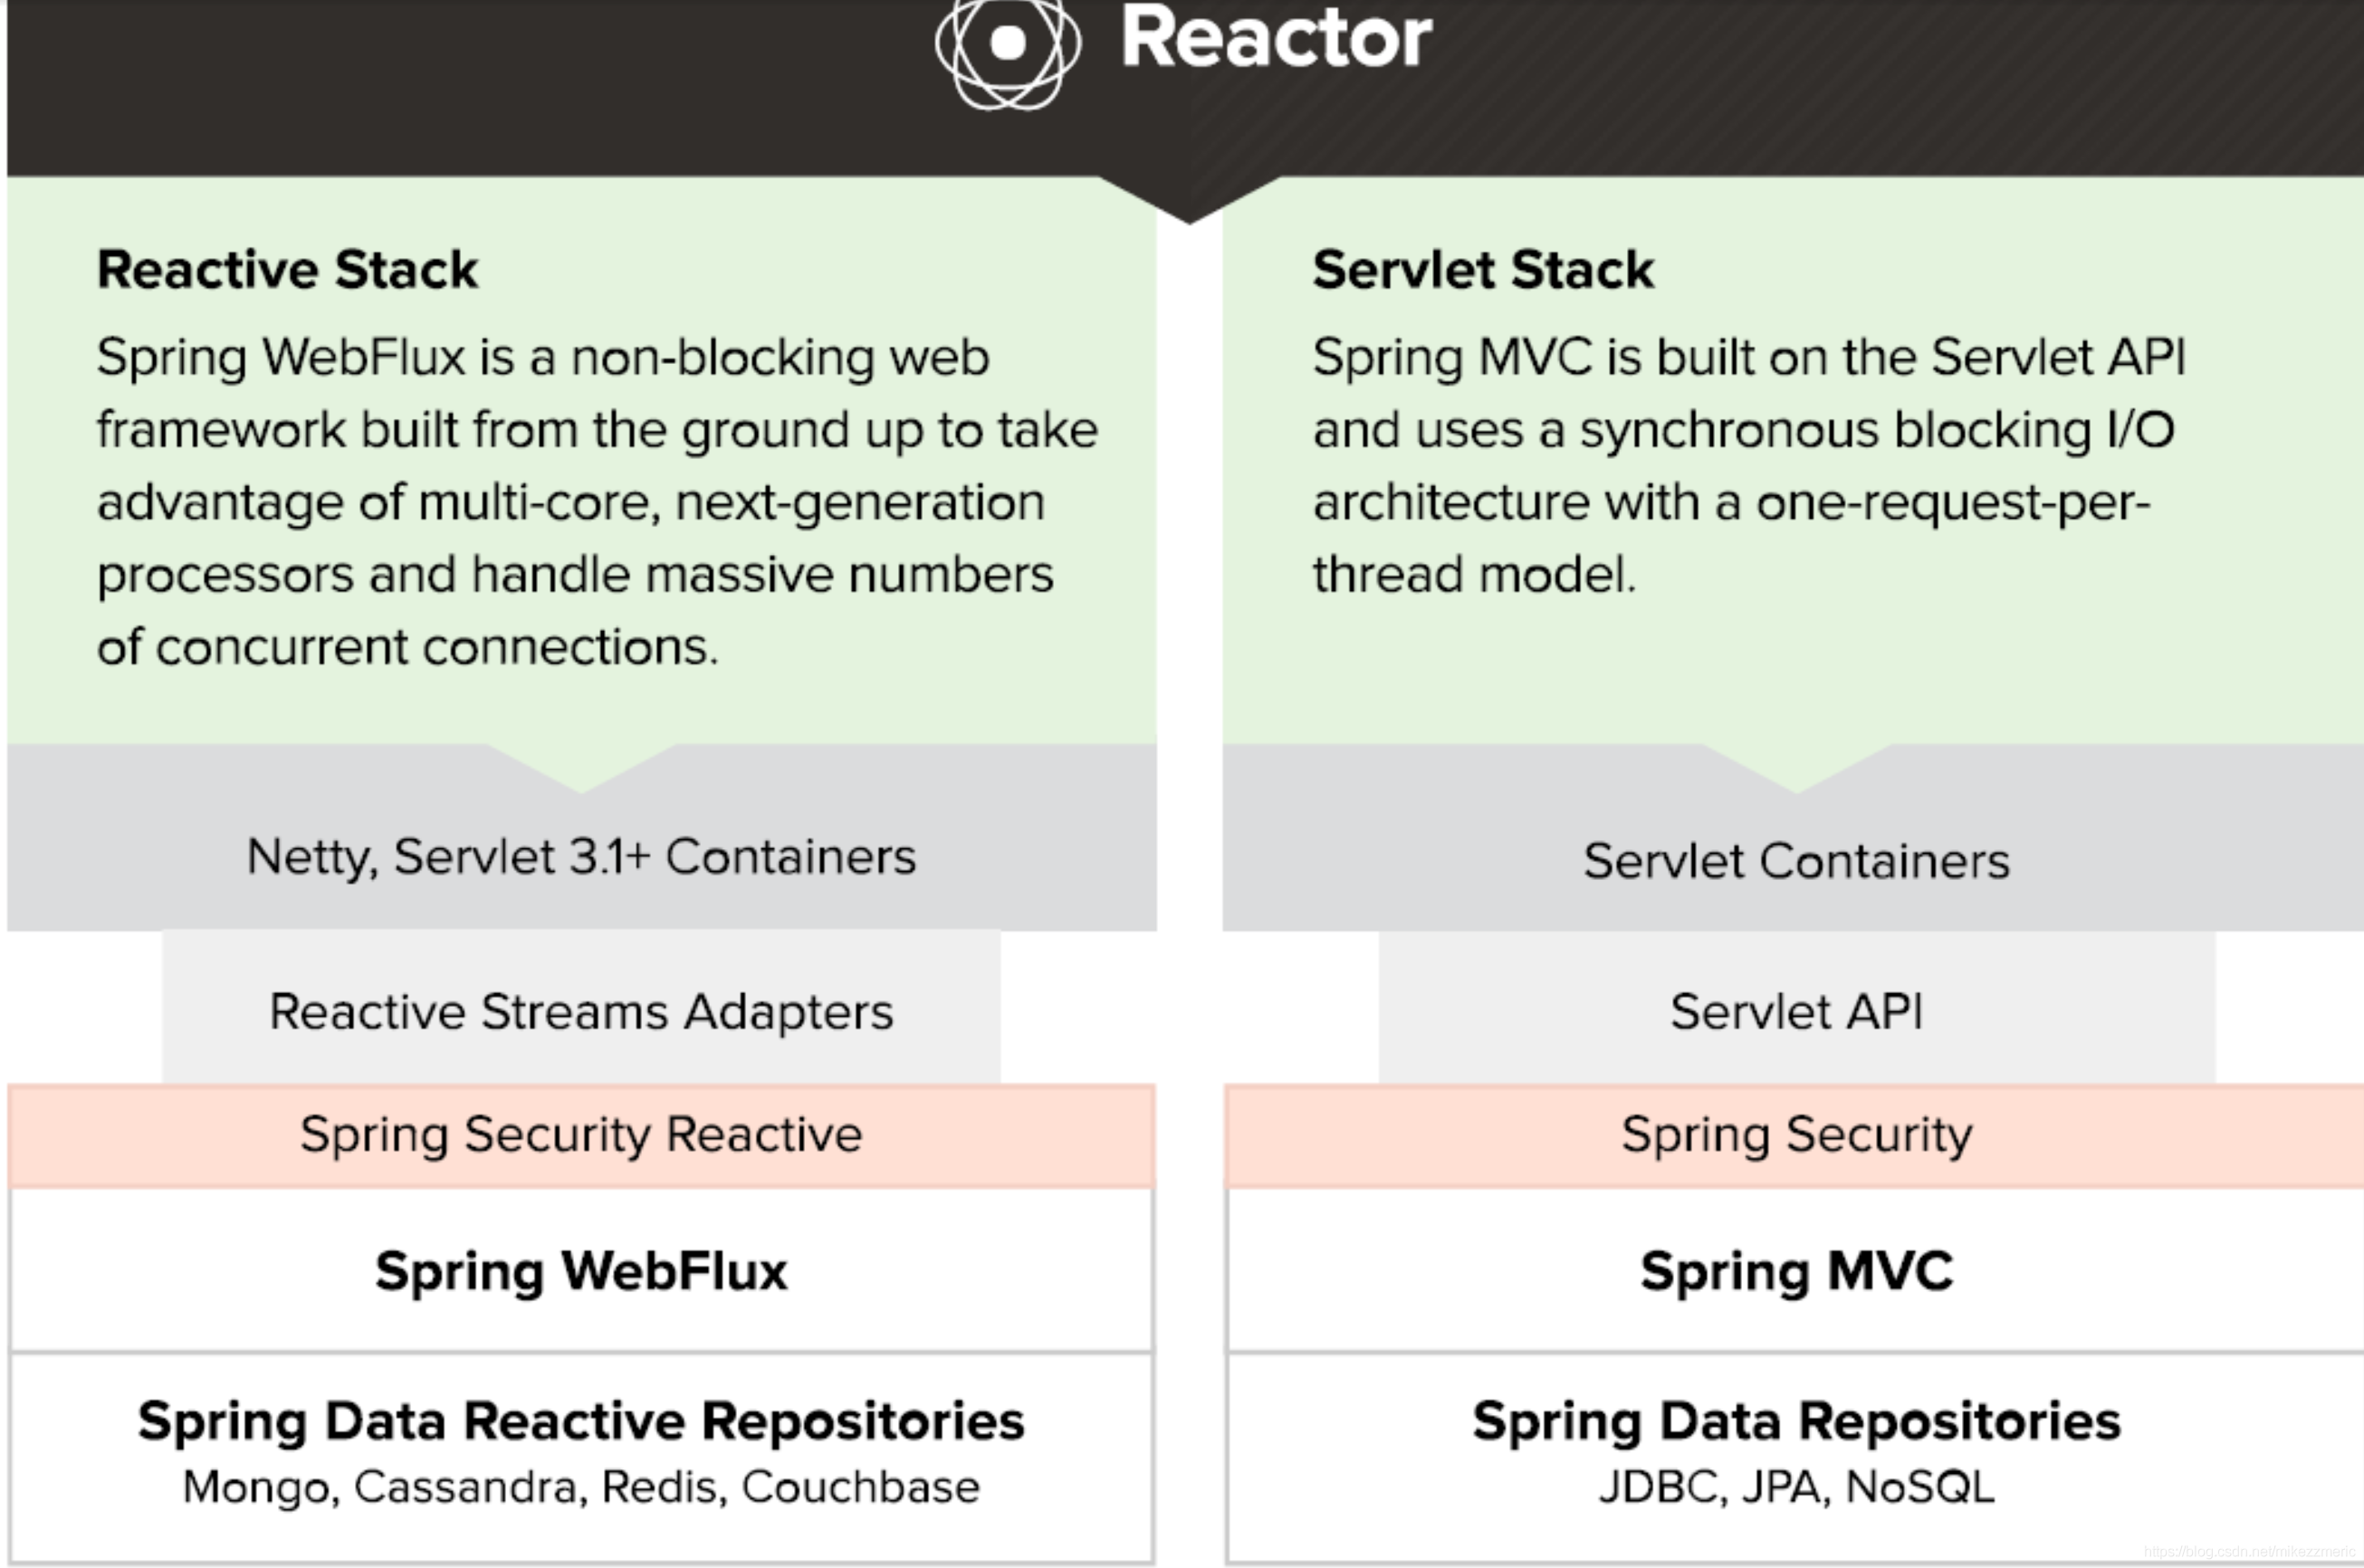 Reactor
Reactive Stack
Spring WebFlux is a non-blocking web
framework built from the ground up to take
advantage of multi-core, next-generation
processors and handle massive numbers
of concurrent connections.
Netty, Servlet 3.1+ Containers
Reactive Streams Adapters
Spring Security Reactive
Spring WebFlux
Spring Data Reactive Repositories
Mongo, Cassandra, Redis, Couchbase
Servlet Stack
Spring MVC is built on the Servlet API
and uses a synchronous blocking I/O
architecture with a one-request-per-
thread model.
Servlet Containers
Servlet API
Spring Security
Spring MVC
Spring Data Repositories
JDBC, JPA, NoSQL
https://blog.csdn.net/mikezzmeric